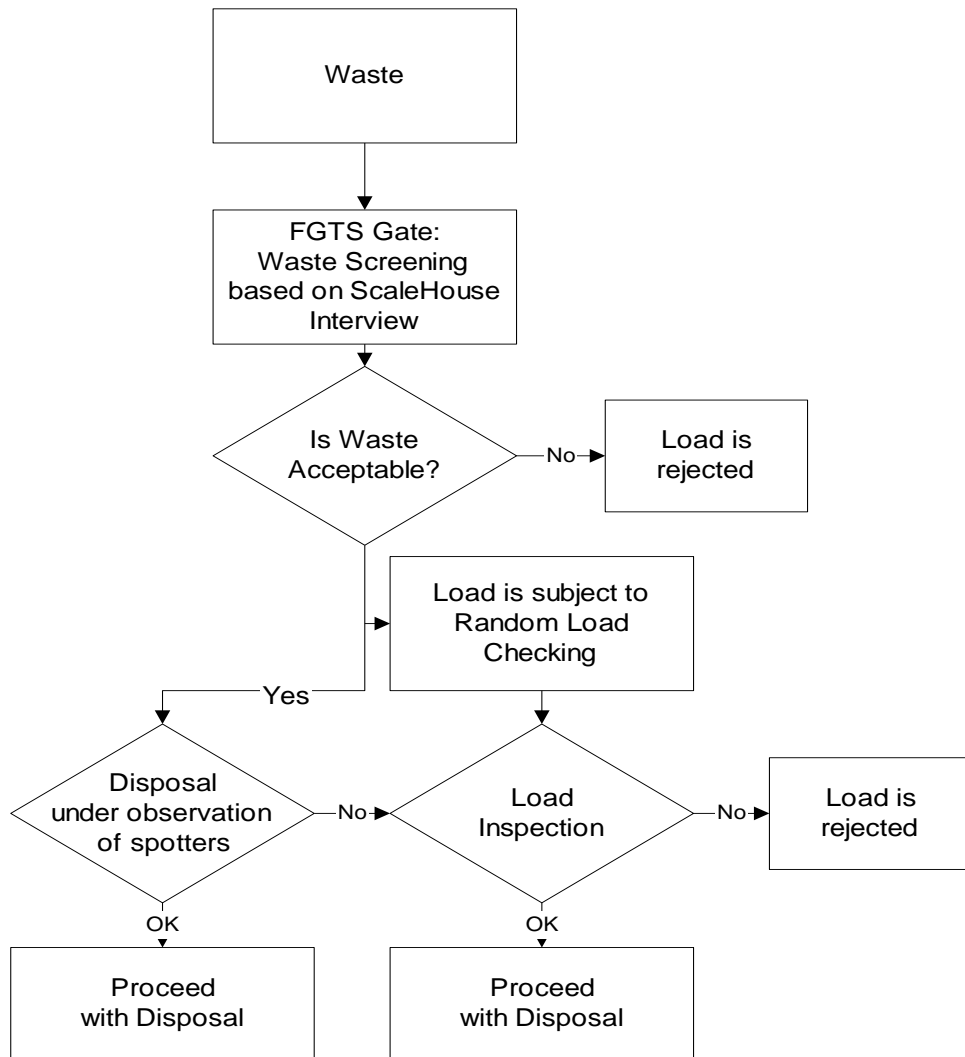 Waste
FGTS Gate:
Waste Screening
based on ScaleHouse
Interview
Is Waste
Acceptable?
No
Load is
rejected
Load is subject to
Random Load
Checking
Yes
Disposal
under observation
of spotters
No
Load
Inspection
No
Load is
rejected
OK
OK
Proceed
with Disposal
Proceed
with Disposal